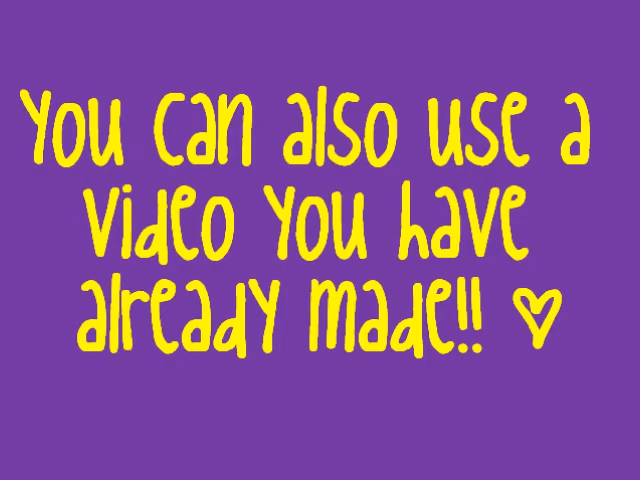 You can also use a
video you have
already made!! ♡